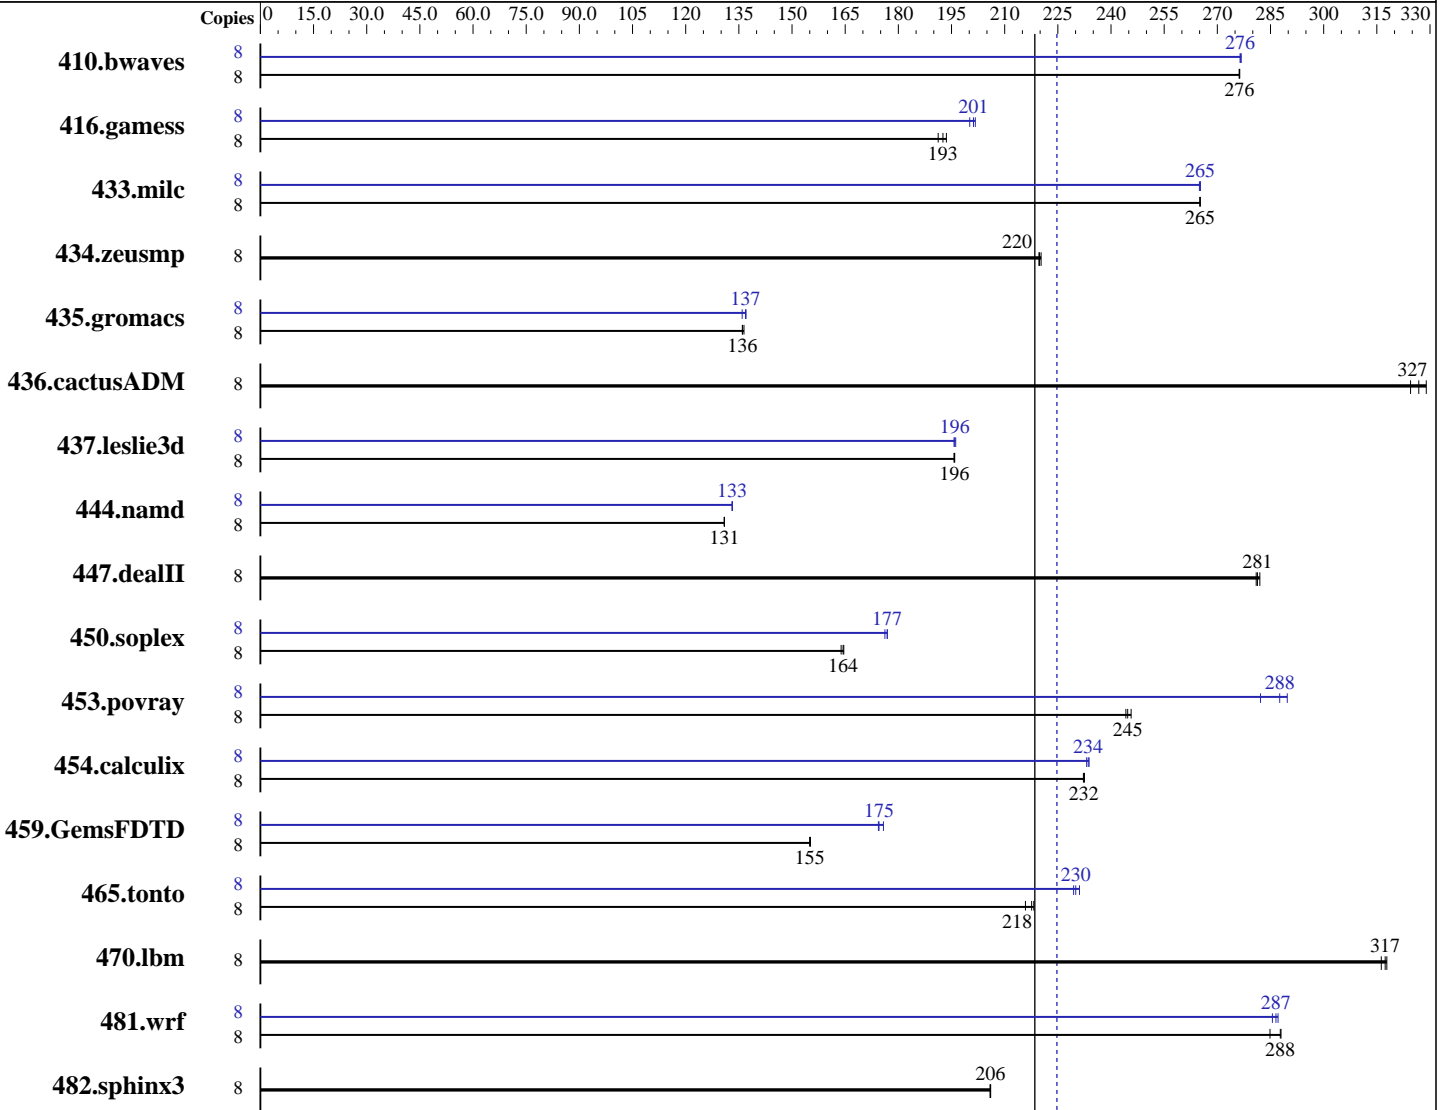 Copies 0 15.0 30.0 45.0 60.0 75.0 90.0 105 120 135 150 165 180 195 210 225 240 255 270 285 300 315 330
410.bwaves 8 276
8 276
416.gamess 8 201
8 193
433.milc 8 265
8 265
434.zeusmp 8 220
435.gromacs 8 137
8 136
436.cactusADM 8 327
437.leslie3d 8 196
8 196
444.namd 8 133
8 131
447.dealII 8 281
450.soplex 8 177
8 164
453.povray 8 288
8 245
454.calculix 8 234
8 232
459.GemsFDTD 8 175
8 155
465.tonto 8 230
8 218
470.lbm 8 317
481.wrf 8 287
8 288
482.sphinx3 8 206